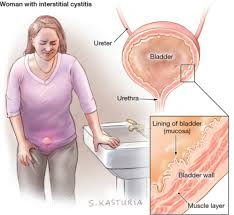 Woman with interstitial cystitis
Ureter
Bladder
Urethra
Lining of bladder
(mucosa)
Bladder wall
Muscle layer
S. KASTURIA